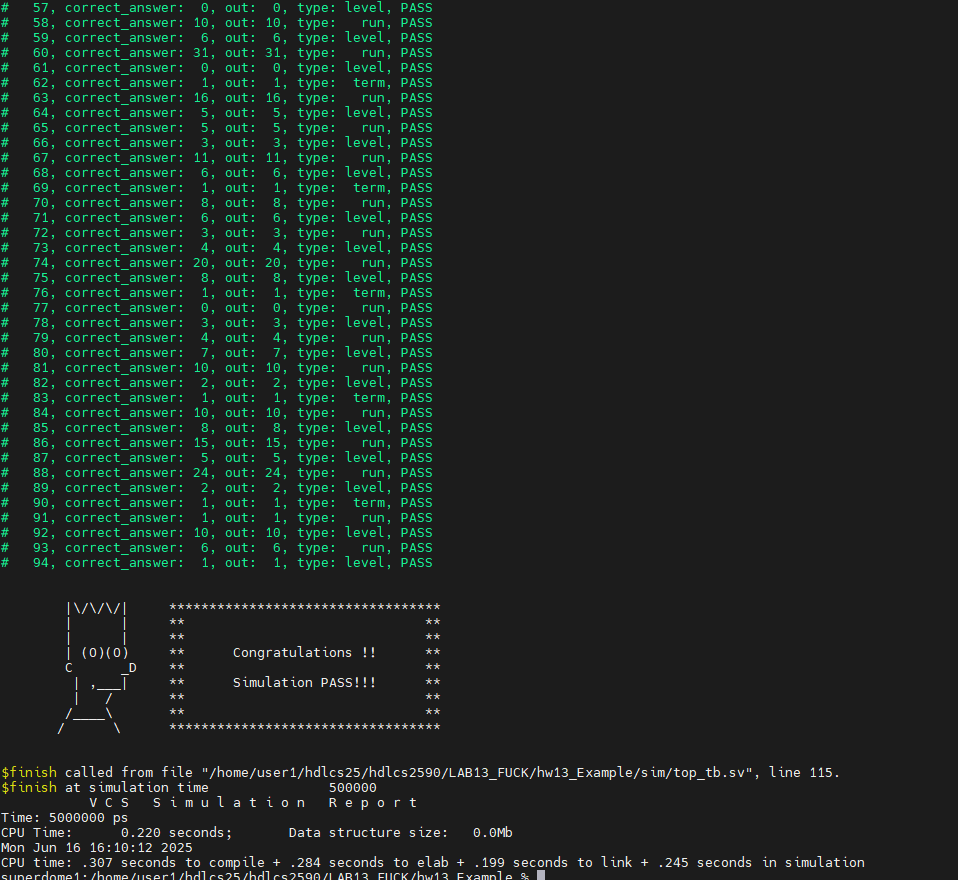 #   57, correct_answer:  0, out:  0, type: level, PASS
#   58, correct_answer: 10, out: 10, type:   run, PASS
#   59, correct_answer:  6, out:  6, type: level, PASS
#   60, correct_answer: 31, out: 31, type:   run, PASS
#   61, correct_answer:  0, out:  0, type: level, PASS
#   62, correct_answer:  1, out:  1, type:  term, PASS
#   63, correct_answer: 16, out: 16, type:   run, PASS
#   64, correct_answer:  5, out:  5, type: level, PASS
#   65, correct_answer:  5, out:  5, type:   run, PASS
#   66, correct_answer:  3, out:  3, type: level, PASS
#   67, correct_answer: 11, out: 11, type:   run, PASS
#   68, correct_answer:  6, out:  6, type: level, PASS
#   69, correct_answer:  1, out:  1, type:  term, PASS
#   70, correct_answer:  8, out:  8, type:   run, PASS
#   71, correct_answer:  6, out:  6, type: level, PASS
#   72, correct_answer:  3, out:  3, type:   run, PASS
#   73, correct_answer:  4, out:  4, type: level, PASS
#   74, correct_answer: 20, out: 20, type:   run, PASS
#   75, correct_answer:  8, out:  8, type: level, PASS
#   76, correct_answer:  1, out:  1, type:  term, PASS
#   77, correct_answer:  0, out:  0, type:   run, PASS
#   78, correct_answer:  3, out:  3, type: level, PASS
#   79, correct_answer:  4, out:  4, type:   run, PASS
#   80, correct_answer:  7, out:  7, type: level, PASS
#   81, correct_answer: 10, out: 10, type:   run, PASS
#   82, correct_answer:  2, out:  2, type: level, PASS
#   83, correct_answer:  1, out:  1, type:  term, PASS
#   84, correct_answer: 10, out: 10, type:   run, PASS
#   85, correct_answer:  8, out:  8, type: level, PASS
#   86, correct_answer: 15, out: 15, type:   run, PASS
#   87, correct_answer:  5, out:  5, type: level, PASS
#   88, correct_answer: 24, out: 24, type:   run, PASS
#   89, correct_answer:  2, out:  2, type: level, PASS
#   90, correct_answer:  1, out:  1, type:  term, PASS
#   91, correct_answer:  1, out:  1, type:   run, PASS
#   92, correct_answer: 10, out: 10, type: level, PASS
#   93, correct_answer:  6, out:  6, type:   run, PASS
#   94, correct_answer:  1, out:  1, type: level, PASS
        |\/\/\/|     **********************************
        |      |     **                              **
        |      |     **                              **
        | (O)(O)     **      Congratulations !!      **
        C      _D    **                              **
         | ,___|     **      Simulation PASS!!!      **
         |   /       **                              **
        /____\       **                              **
       /      \      **********************************
$finish called from file "/home/user1/hdlcs25/hdlcs2590/LAB13_FUCK/hw13_Example/sim/top_tb.sv", line 115.
$finish at simulation time               500000
           V C S   S i m u l a t i o n   R e p o r t
Time: 5000000 ps
CPU Time:      0.220 seconds;       Data structure size:   0.0Mb
Mon Jun 16 16:10:12 2025
CPU time: .307 seconds to compile + .284 seconds to elab + .199 seconds to link + .245 seconds in simulation
superdome1:/home/user1/hdlcs25/hdlcs2590/LAB13_FUCK/hw13_Example %